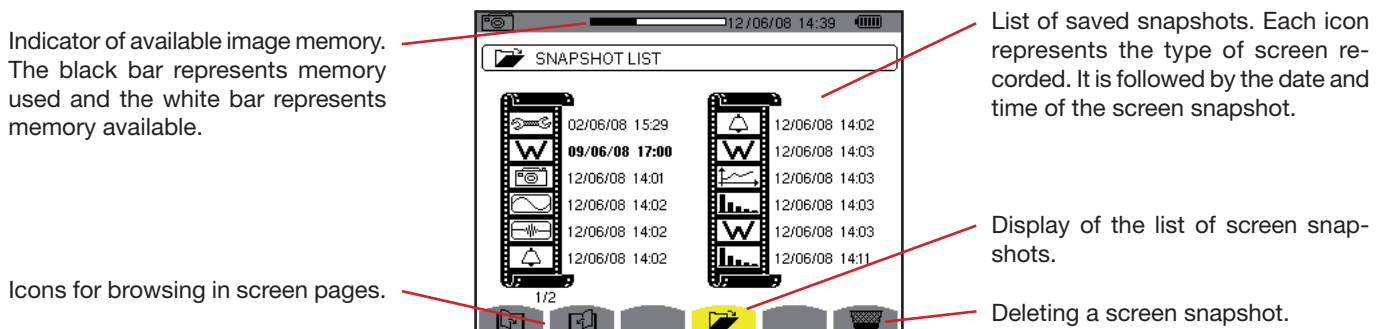 Indicator of available image memory.
The black bar represents memory
used and the white bar represents
memory available.
Icons for browsing in screen pages.
12/06/08 14:39
SNAPSHOT LIST
02/06/08 15:29
W 09/06/08 17:00
12/06/08 14:01
12/06/08 14:02
12/06/08 14:02
12/06/08 14:02
1/2
12/06/08 14:02
W 12/06/08 14:03
12/06/08 14:03
12/06/08 14:03
W 12/06/08 14:03
12/06/08 14:11
List of saved snapshots. Each icon
represents the type of screen re-
corded. It is followed by the date and
time of the screen snapshot.
Display of the list of screen snap-
shots.
Deleting a screen snapshot.